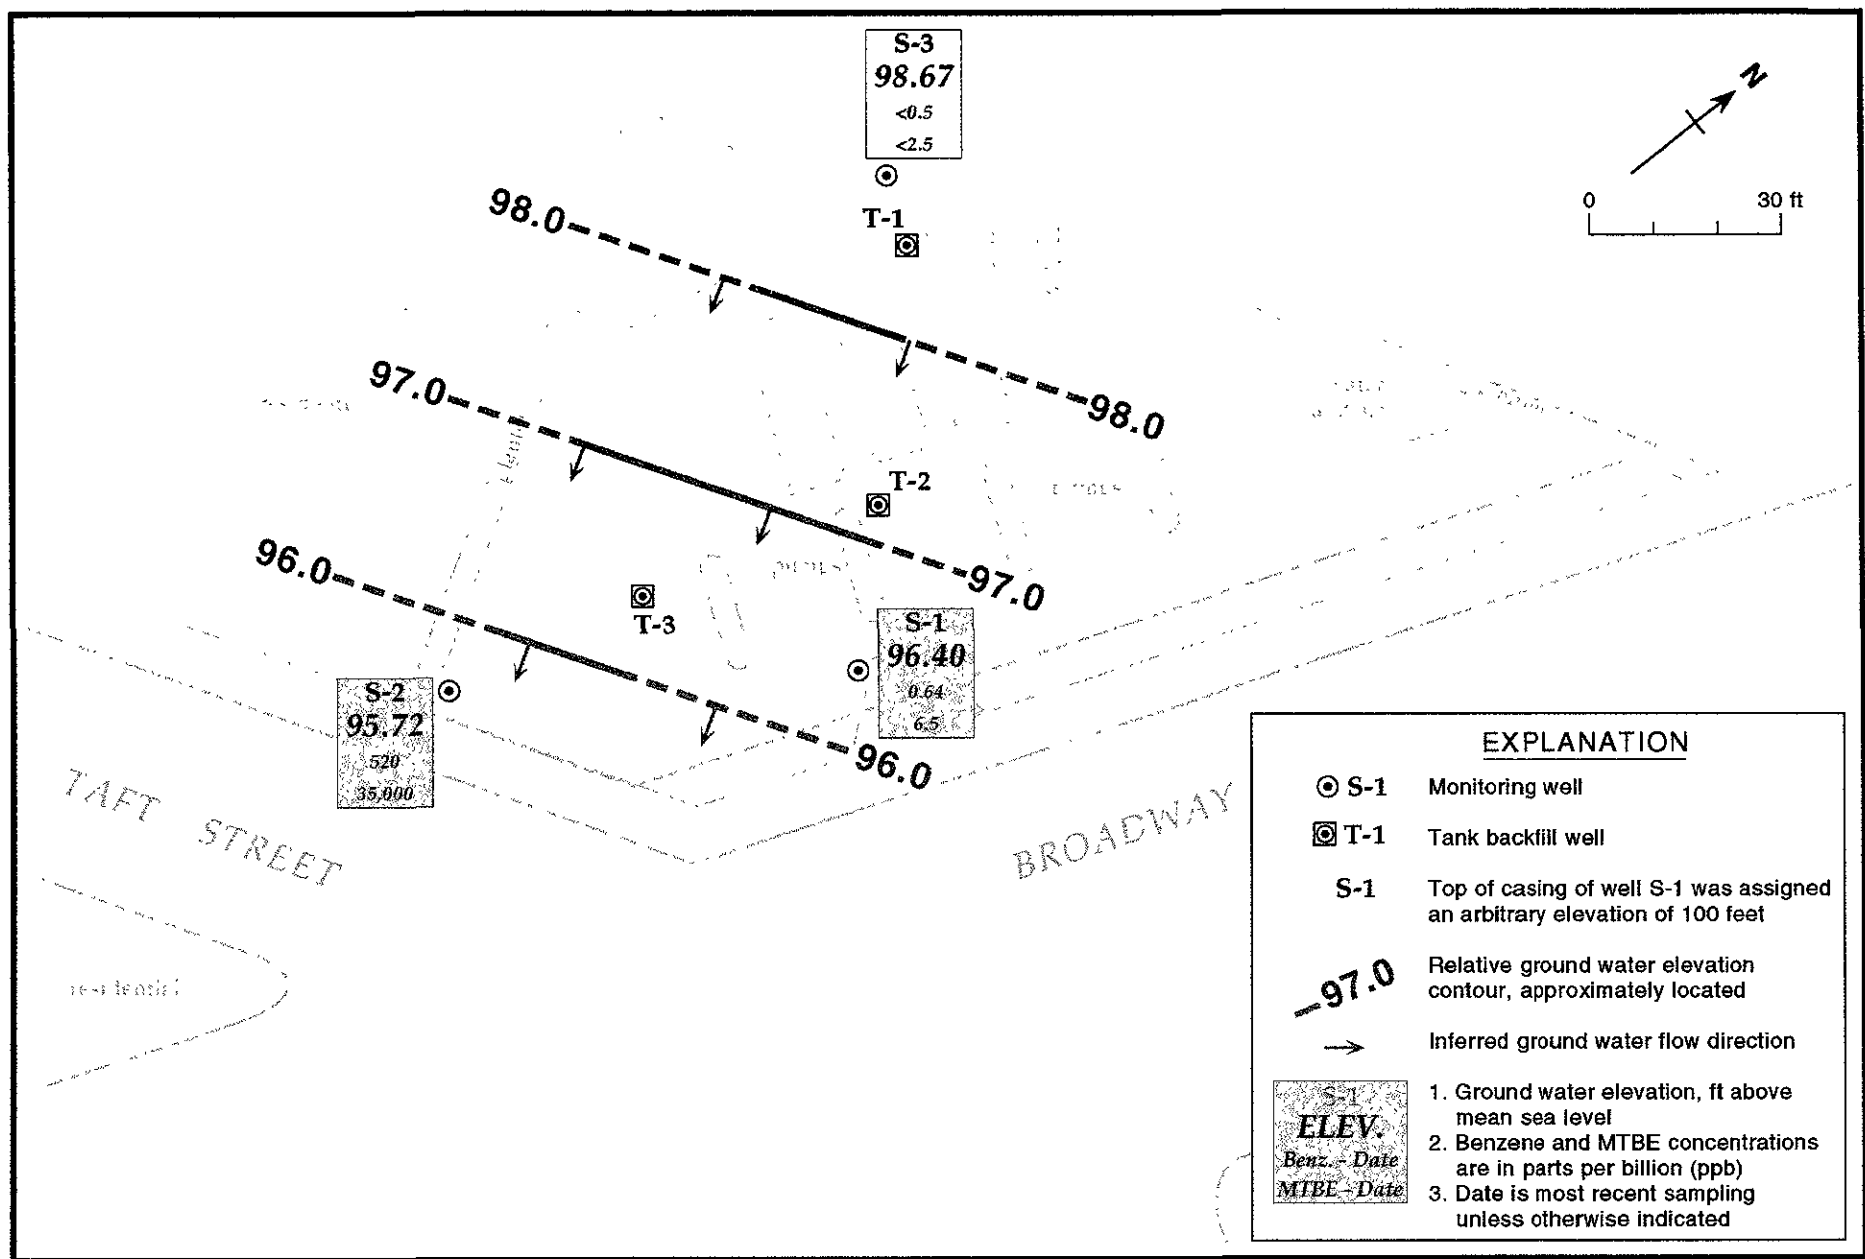 S-3
98.67
<0.5
<2.5
N
0 30 ft
T-1
98.0
98.0
97.0
97.0
T-2
96.0
96.0
T-3
S-1
96.40
0.64
6.5
S-2
95.72
520
35,000
TAFT STREET
BROADWAY
EXPLANATION
S-1 Monitoring well
T-1 Tank backfill well
S-1 Top of casing of well S-1 was assigned
an arbitrary elevation of 100 feet
97.0 Relative ground water elevation
contour, approximately located
Inferred ground water flow direction
S-1
ELEV.
Benz. - Date
MTBE - Date
1. Ground water elevation, ft above
mean sea level
2. Benzene and MTBE concentrations
are in parts per billion (ppb)
3. Date is most recent sampling
unless otherwise indicated